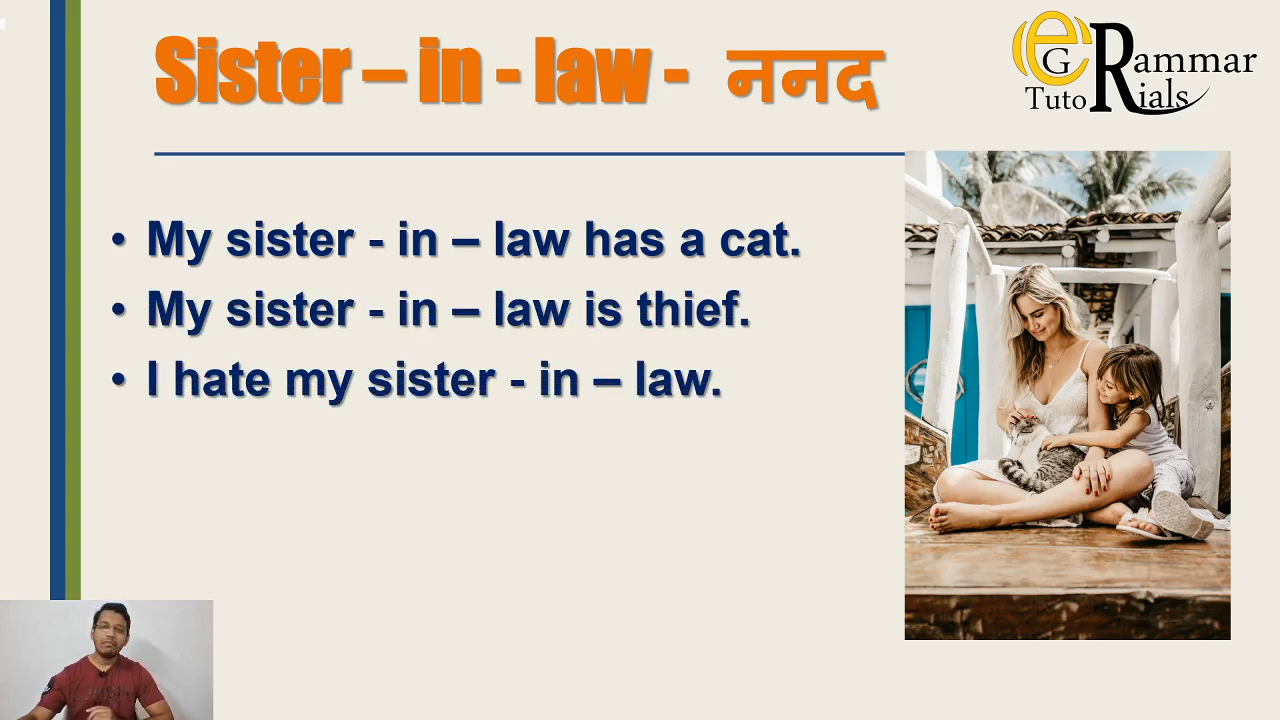 Sister – in - law - ननद
eGRammar
TutoRials
• My sister - in – law has a cat.
• My sister - in – law is thief.
• I hate my sister - in – law.